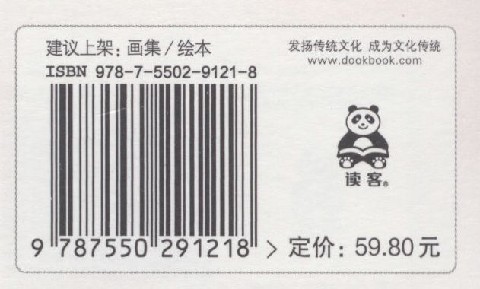 建议上架：画集/绘本
ISBN 978-7-5502-9121-8
发扬传统文化 成为文化传统
www.dookbook.com
读客®
9 787550 291218 >
定价：59.80元